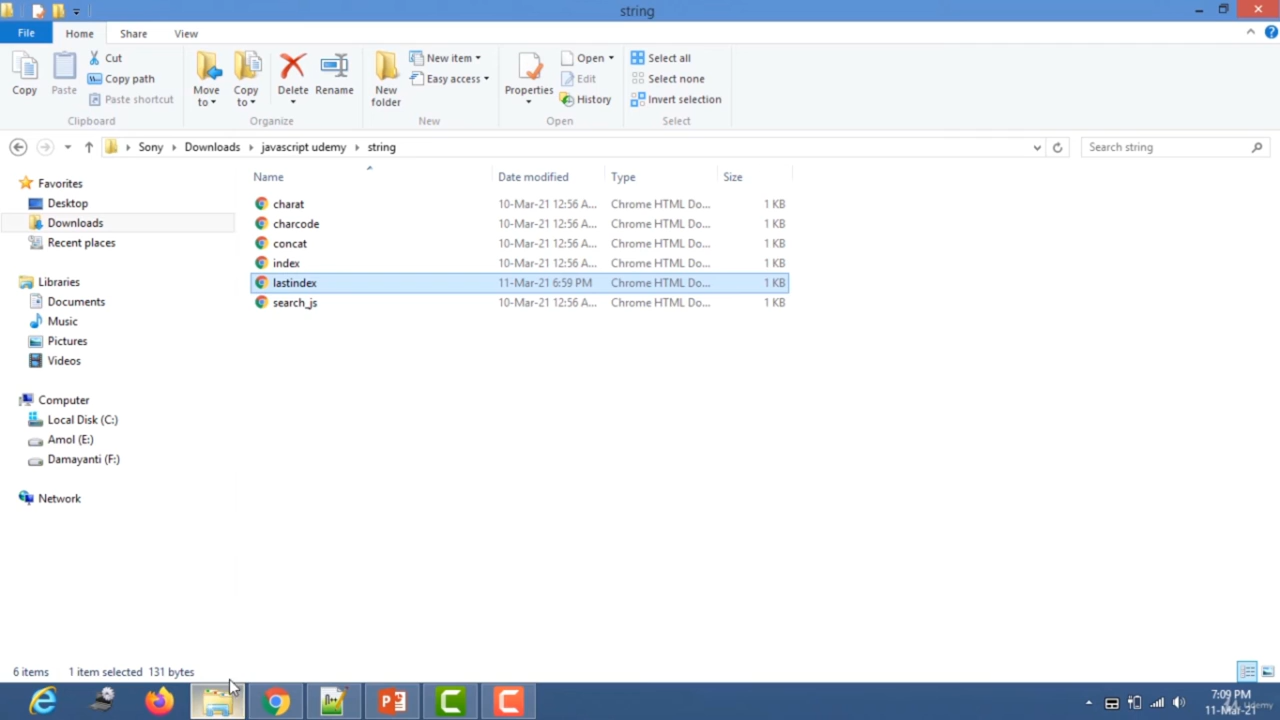 string
File Home Share View
Copy
Paste
Cut
Copy path
Paste shortcut
Clipboard
Move to
Copy to
Delete
Rename
Organize
New folder
New item
Easy access
New
Properties
Open
Edit
History
Open
Select all
Select none
Invert selection
Select
Sony Downloads javascript udemy string
Search string
Favorites
Desktop
Downloads
Recent places
Libraries
Documents
Music
Pictures
Videos
Computer
Local Disk (C:)
Amol (E:)
Damayanti (F:)
Network
Name Date modified Type Size
charat 10-Mar-21 12:56 A... Chrome HTML Do... 1 KB
charcode 10-Mar-21 12:56 A... Chrome HTML Do... 1 KB
concat 10-Mar-21 12:56 A... Chrome HTML Do... 1 KB
index 10-Mar-21 12:56 A... Chrome HTML Do... 1 KB
lastindex 11-Mar-21 6:59 PM Chrome HTML Do... 1 KB
search_js 10-Mar-21 12:56 A... Chrome HTML Do... 1 KB
6 items 1 item selected 131 bytes
7:09 PM
11-Mar-21
Udemy